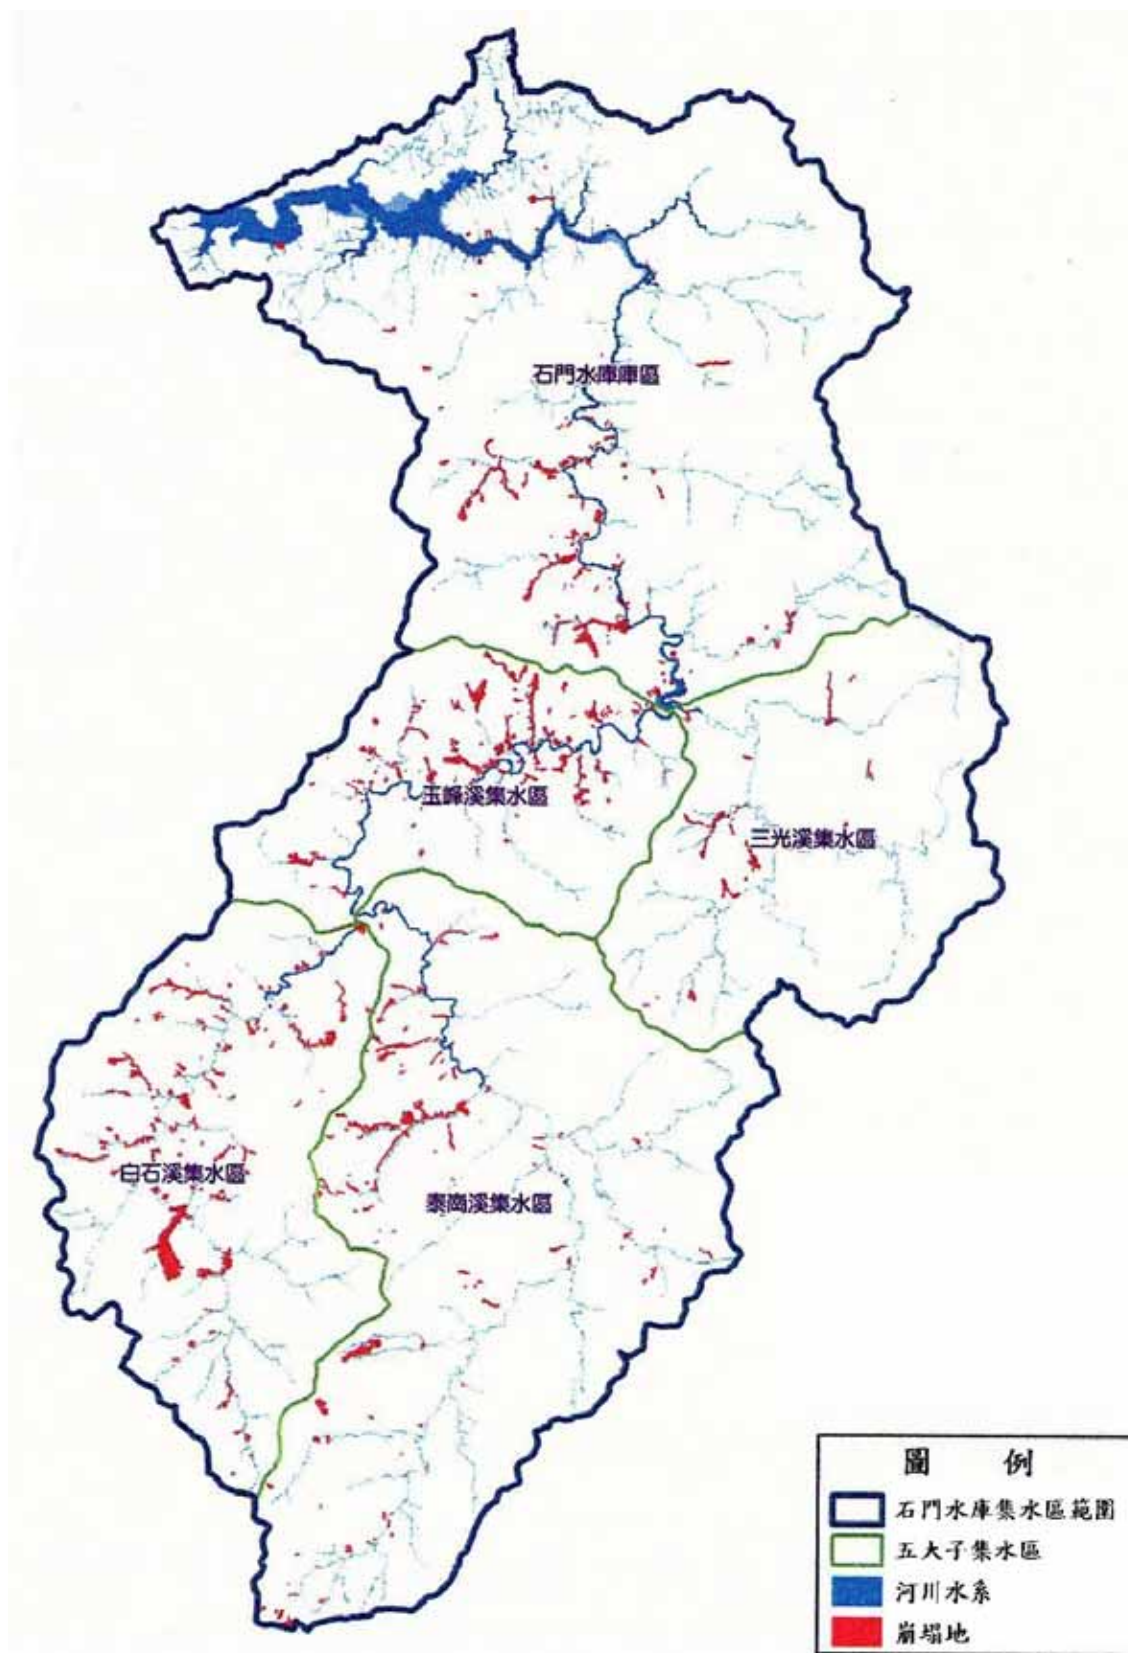 石門水庫庫區
玉峰溪集水區
三光溪集水區
白石溪集水區
泰崗溪集水區
圖例
石門水庫集水區範圍
五大子集水區
河川水系
崩塌地